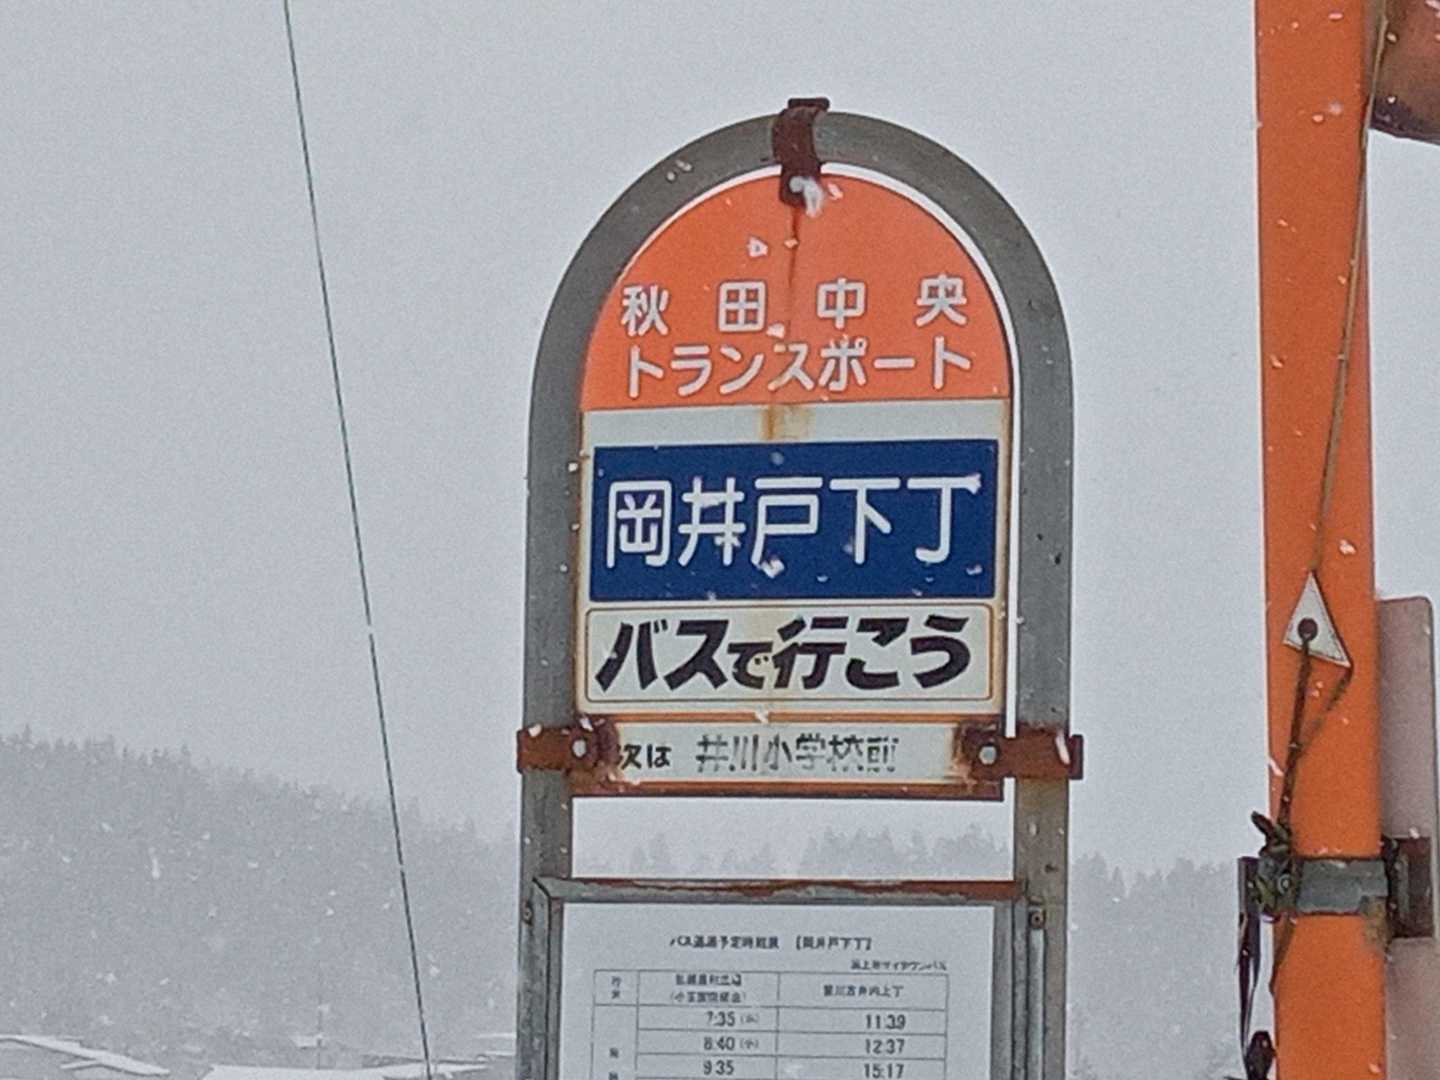 秋田中央
トランスポート
岡井戸下丁
バスで行こう
次は 井川小学校前
バス通過予定時刻表 【岡井戸下丁】
7:35 11:39
8:40 12:37
9:35 15:17